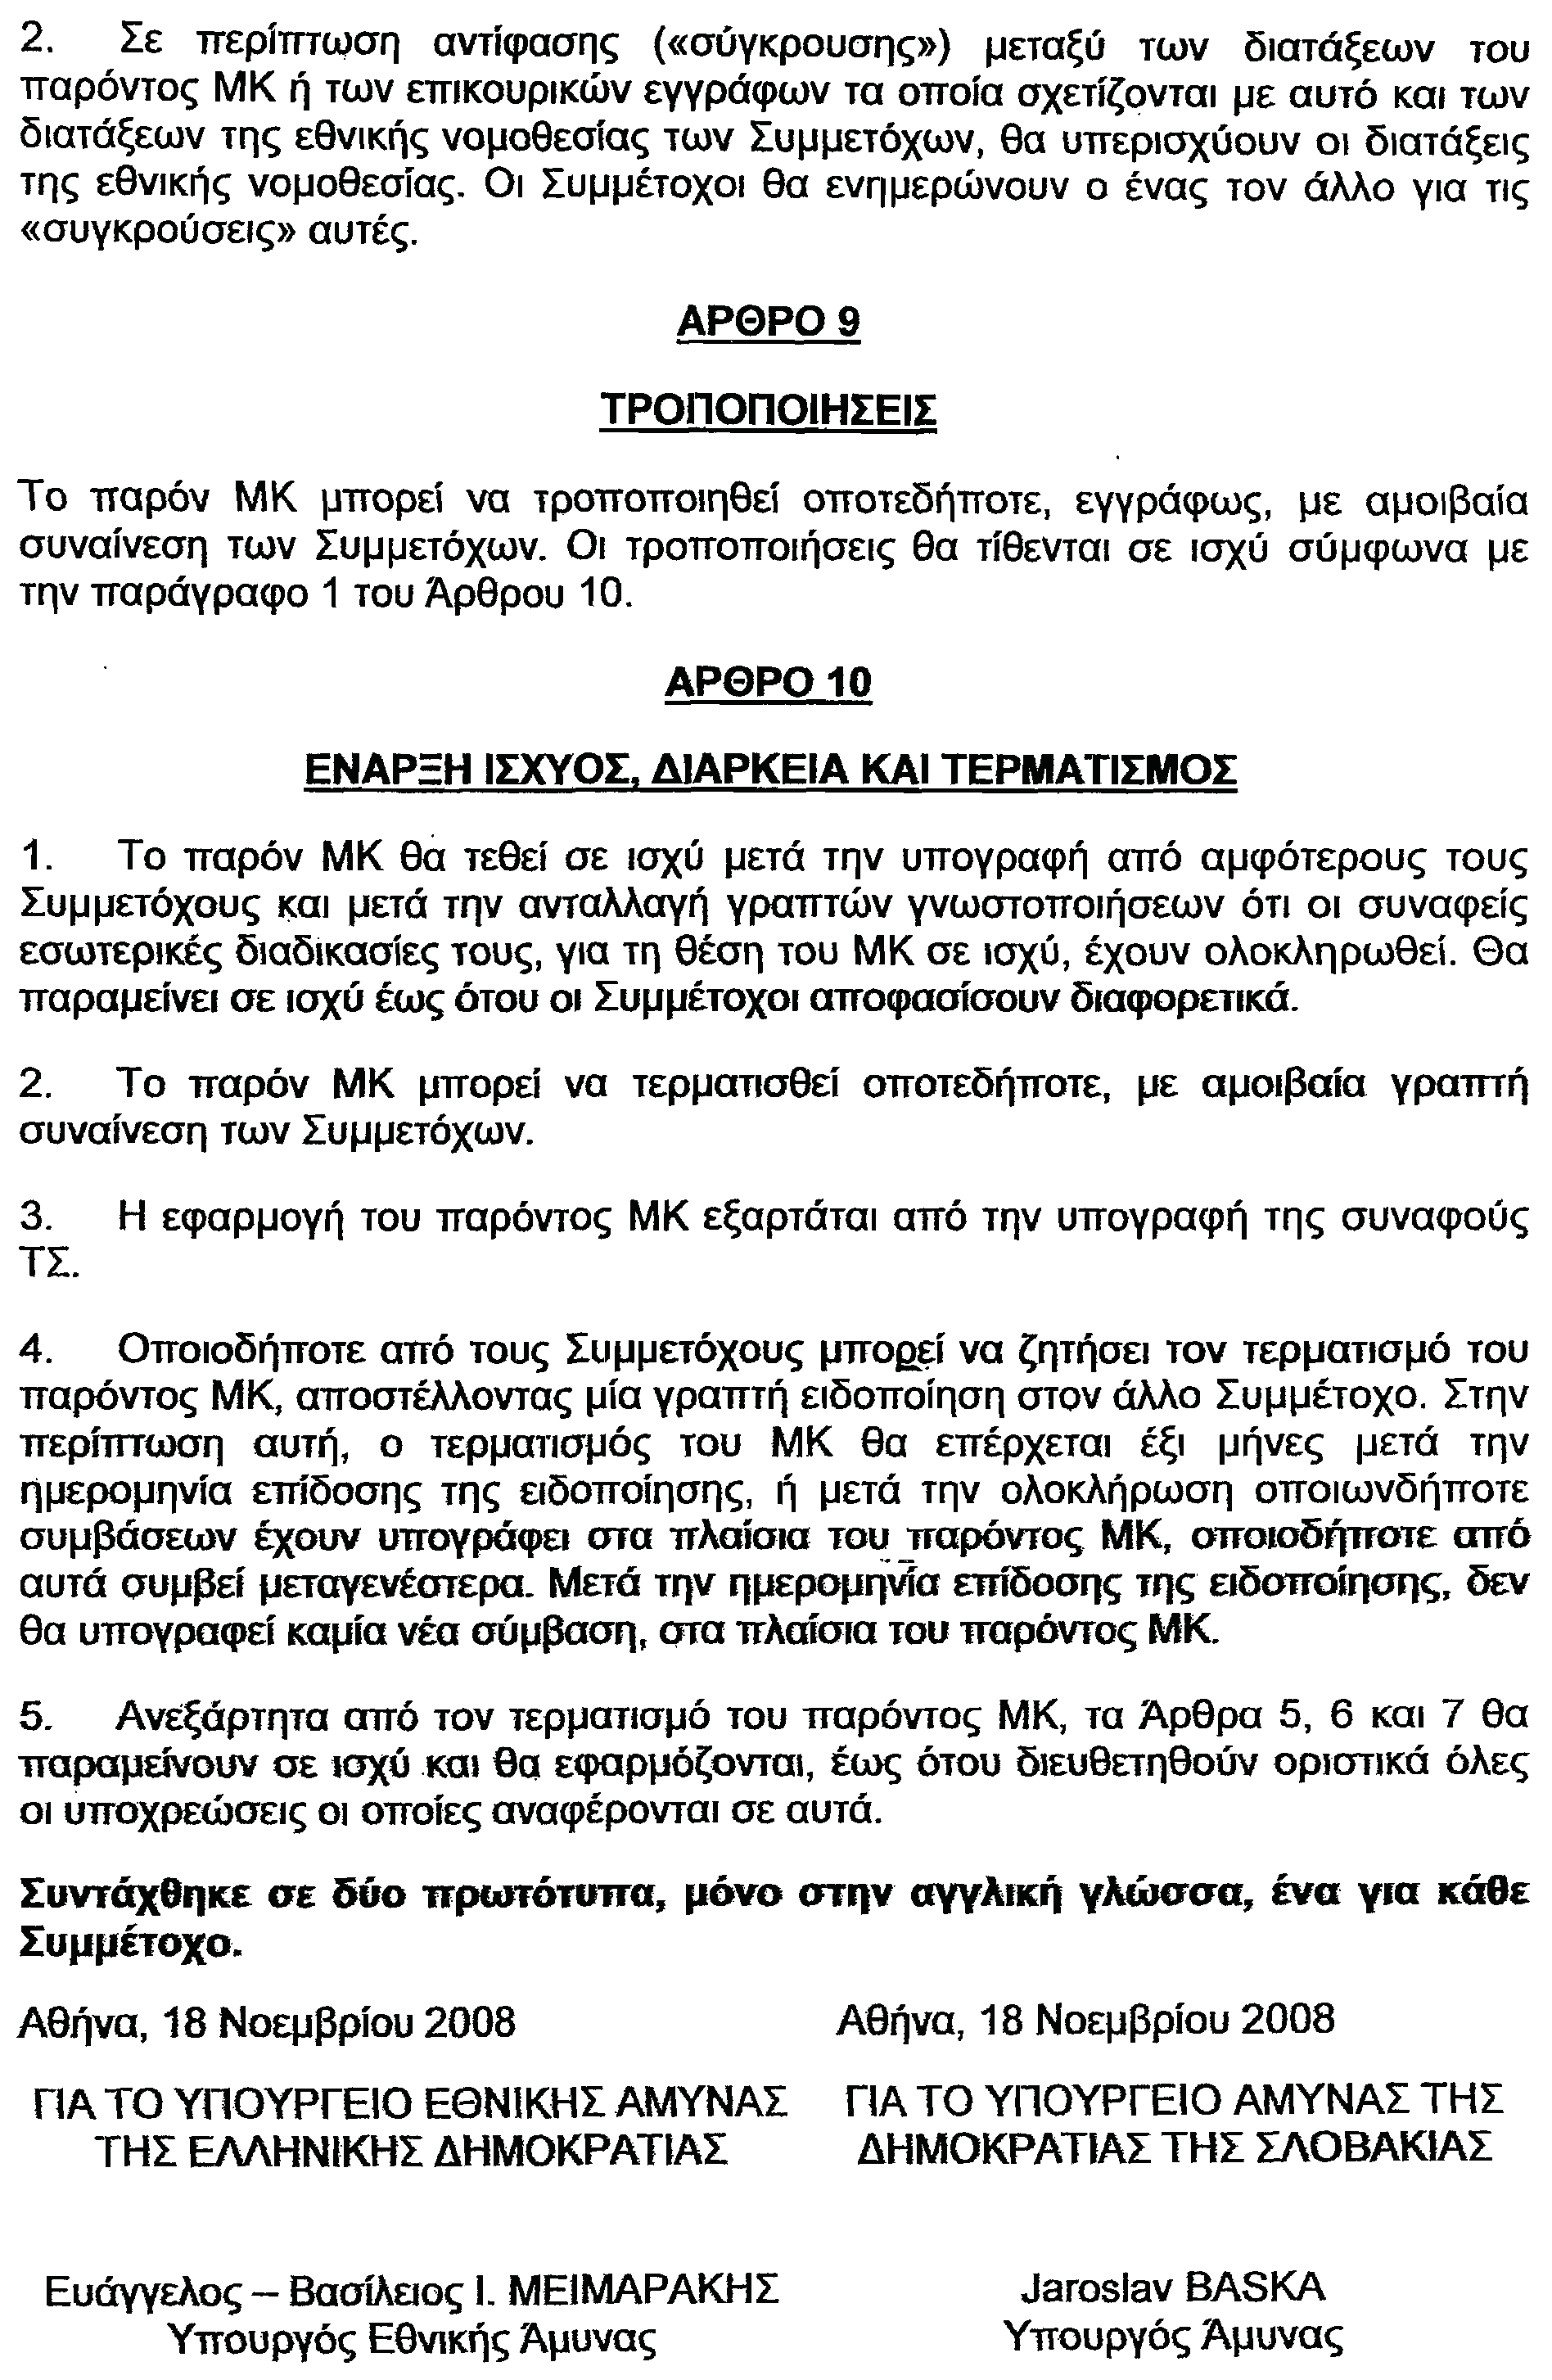 2. Σε περίπτωση αντίφασης («σύγκρουσης») μεταξύ των διατάξεων του
παρόντος ΜΚ ή των επικουρικών εγγράφων τα οποία σχετίζονται με αυτό και των
διατάξεων της εθνικής νομοθεσίας των Συμμετόχων, θα υπερισχύουν οι διατάξεις
της εθνικής νομοθεσίας. Οι Συμμέτοχοι θα ενημερώνουν ο ένας τον άλλο για τις
«συγκρούσεις» αυτές.
ΑΡΘΡΟ 9
ΤΡΟΠΟΠΟΙΗΣΕΙΣ
Το παρόν ΜΚ μπορεί να τροποποιηθεί οποτεδήποτε, εγγράφως, με αμοιβαία
συναίνεση των Συμμετόχων. Οι τροποποιήσεις θα τίθενται σε ισχύ σύμφωνα με
την παράγραφο 1 του Άρθρου 10.
ΑΡΘΡΟ 10
ΕΝΑΡΞΗ ΙΣΧΥΟΣ, ΔΙΑΡΚΕΙΑ ΚΑΙ ΤΕΡΜΑΤΙΣΜΟΣ
1. Το παρόν ΜΚ θα τεθεί σε ισχύ μετά την υπογραφή από αμφότερους τους
Συμμετόχους και μετά την ανταλλαγή γραπτών γνωστοποιήσεων ότι οι συναφείς
εσωτερικές διαδικασίες τους, για τη θέση του ΜΚ σε ισχύ, έχουν ολοκληρωθεί. Θα
παραμείνει σε ισχύ έως ότου οι Συμμέτοχοι αποφασίσουν διαφορετικά.
2. Το παρόν ΜΚ μπορεί να τερματισθεί οποτεδήποτε, με αμοιβαία γραπτή
συναίνεση των Συμμετόχων.
3. Η εφαρμογή του παρόντος ΜΚ εξαρτάται από την υπογραφή της συναφούς
ΤΣ.
4. Οποιοδήποτε από τους Συμμετόχους μπορεί να ζητήσει τον τερματισμό του
παρόντος ΜΚ, αποστέλλοντας μία γραπτή ειδοποίηση στον άλλο Συμμέτοχο. Στην
περίπτωση αυτή, ο τερματισμός του ΜΚ θα επέρχεται έξι μήνες μετά την
ημερομηνία επίδοσης της ειδοποίησης, ή μετά την ολοκλήρωση οποιωνδήποτε
συμβάσεων έχουν υπογράφει στα πλαίσια του παρόντος ΜΚ, οποιοδήποτε από
αυτά συμβεί μεταγενέστερα. Μετά την ημερομηνία επίδοσης της ειδοποίησης, δεν
θα υπογραφεί καμία νέα σύμβαση, στα πλαίσια του παρόντος ΜΚ.
5. Ανεξάρτητα από τον τερματισμό του παρόντος ΜΚ, τα Άρθρα 5, 6 και 7 θα
παραμείνουν σε ισχύ και θα εφαρμόζονται, έως ότου διευθετηθούν οριστικά όλες
οι υποχρεώσεις οι οποίες αναφέρονται σε αυτά.
Συντάχθηκε σε δύο πρωτότυπα, μόνο στην αγγλική γλώσσα, ένα για κάθε
Συμμέτοχο.
Αθήνα, 18 Νοεμβρίου 2008
ΓΙΑ ΤΟ ΥΠΟΥΡΓΕΙΟ ΕΘΝΙΚΗΣ ΑΜΥΝΑΣ
ΤΗΣ ΕΛΛΗΝΙΚΗΣ ΔΗΜΟΚΡΑΤΙΑΣ
Ευάγγελος – Βασίλειος Ι. ΜΕΙΜΑΡΑΚΗΣ
Υπουργός Εθνικής Άμυνας
Αθήνα, 18 Νοεμβρίου 2008
ΓΙΑ ΤΟ ΥΠΟΥΡΓΕΙΟ ΑΜΥΝΑΣ ΤΗΣ
ΔΗΜΟΚΡΑΤΙΑΣ ΤΗΣ ΣΛΟΒΑΚΙΑΣ
Jaroslav BASKA
Υπουργός Άμυνας